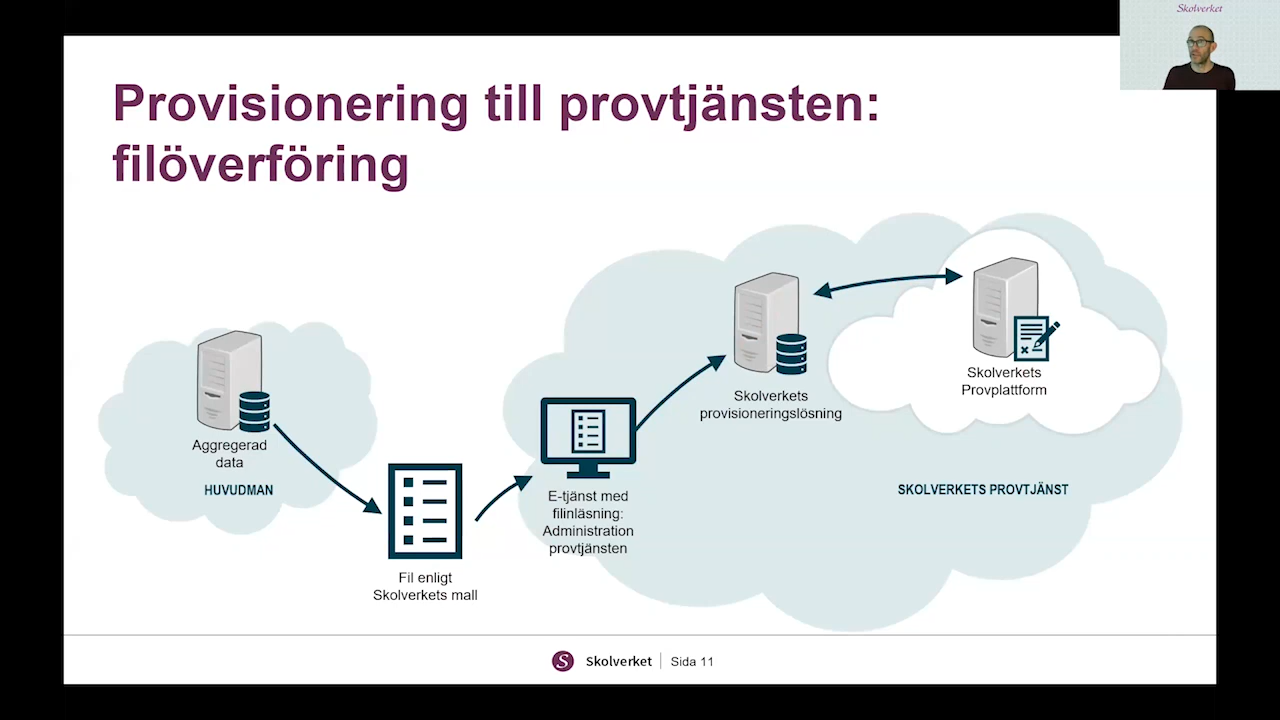 Skolverket
Provisionering till provtjänsten:
filöverföring
Aggregerad
data
HUVUDMAN
Fil enligt
Skolverkets mall
E-tjänst med
filinläsning:
Administration
provtjänsten
Skolverkets
provisioneringslösning
Skolverkets
Provplattform
SKOLVERKETS PROVTJÄNST
S Skolverket | Sida 11